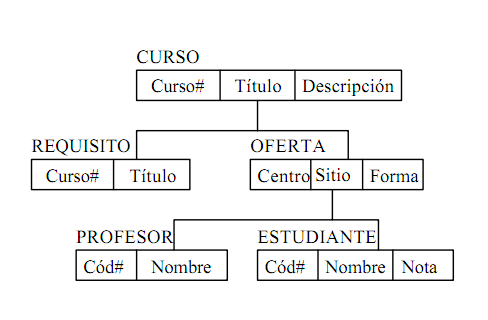 CURSO
Curso# Título Descripción
REQUISITO OFERTA
Curso# Título Centro Sitio Forma
PROFESOR ESTUDIANTE
Cód# Nombre Cód# Nombre Nota